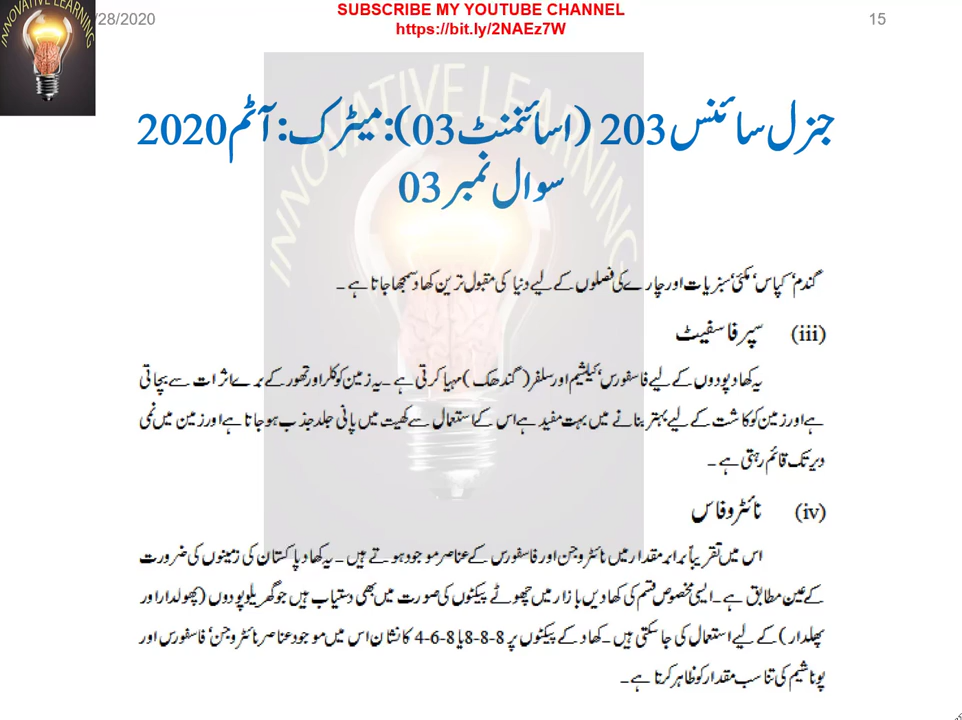 INNOVATIVE LEARNING
/28/2020
SUBSCRIBE MY YOUTUBE CHANNEL
https://bit.ly/2NAEz7W
15
INNOVATIVE LEARNING
جنرل سائنس 203 (اسائنمنٹ 03): میٹرک: آٹم 2020
سوال نمبر 03
گندم‘ کپاس‘ مکئی‘ سبزیات اور چارے کی فصلوں کے لیے دنیا کی مقبول ترین کھاد سمجھا جاتا ہے۔
(iii) سپر فاسفیٹ
یہ کھاد پودوں کے لیے فاسفورس‘ کیلشیم اور سلفر (گندھک) مہیا کرتی ہے۔ یہ زمین کو کلر اور تھور کے برے اثرات سے بچاتی
ہے اور زمین کو کاشت کے لیے بہتر بنانے میں بہت مفید ہے اس کے استعمال سے کھیت میں پانی جلد جذب ہو جاتا ہے اور زمین میں نمی
دیر تک قائم رہتی ہے۔
(iv) نائٹروفاس
اس میں تقریباً برابر مقدار میں نائٹروجن اور فاسفورس کے عناصر موجود ہوتے ہیں۔ یہ کھاد پاکستان کی زمینوں کی ضرورت
کے عین مطابق ہے۔ ایسی مخصوص قسم کی کھادیں بازار میں چھوٹے پیکٹوں کی صورت میں بھی دستیاب ہیں جو گھریلو پودوں (پھولدار اور
پھلدار) کے لیے استعمال کی جا سکتی ہیں۔ کھاد کے پیکٹوں پر 8-8-8 یا 8-6-4 کا نشان اس میں موجود عناصر نائٹروجن‘ فاسفورس اور
پوٹاشیم کی تناسب مقدار کو ظاہر کرتا ہے۔